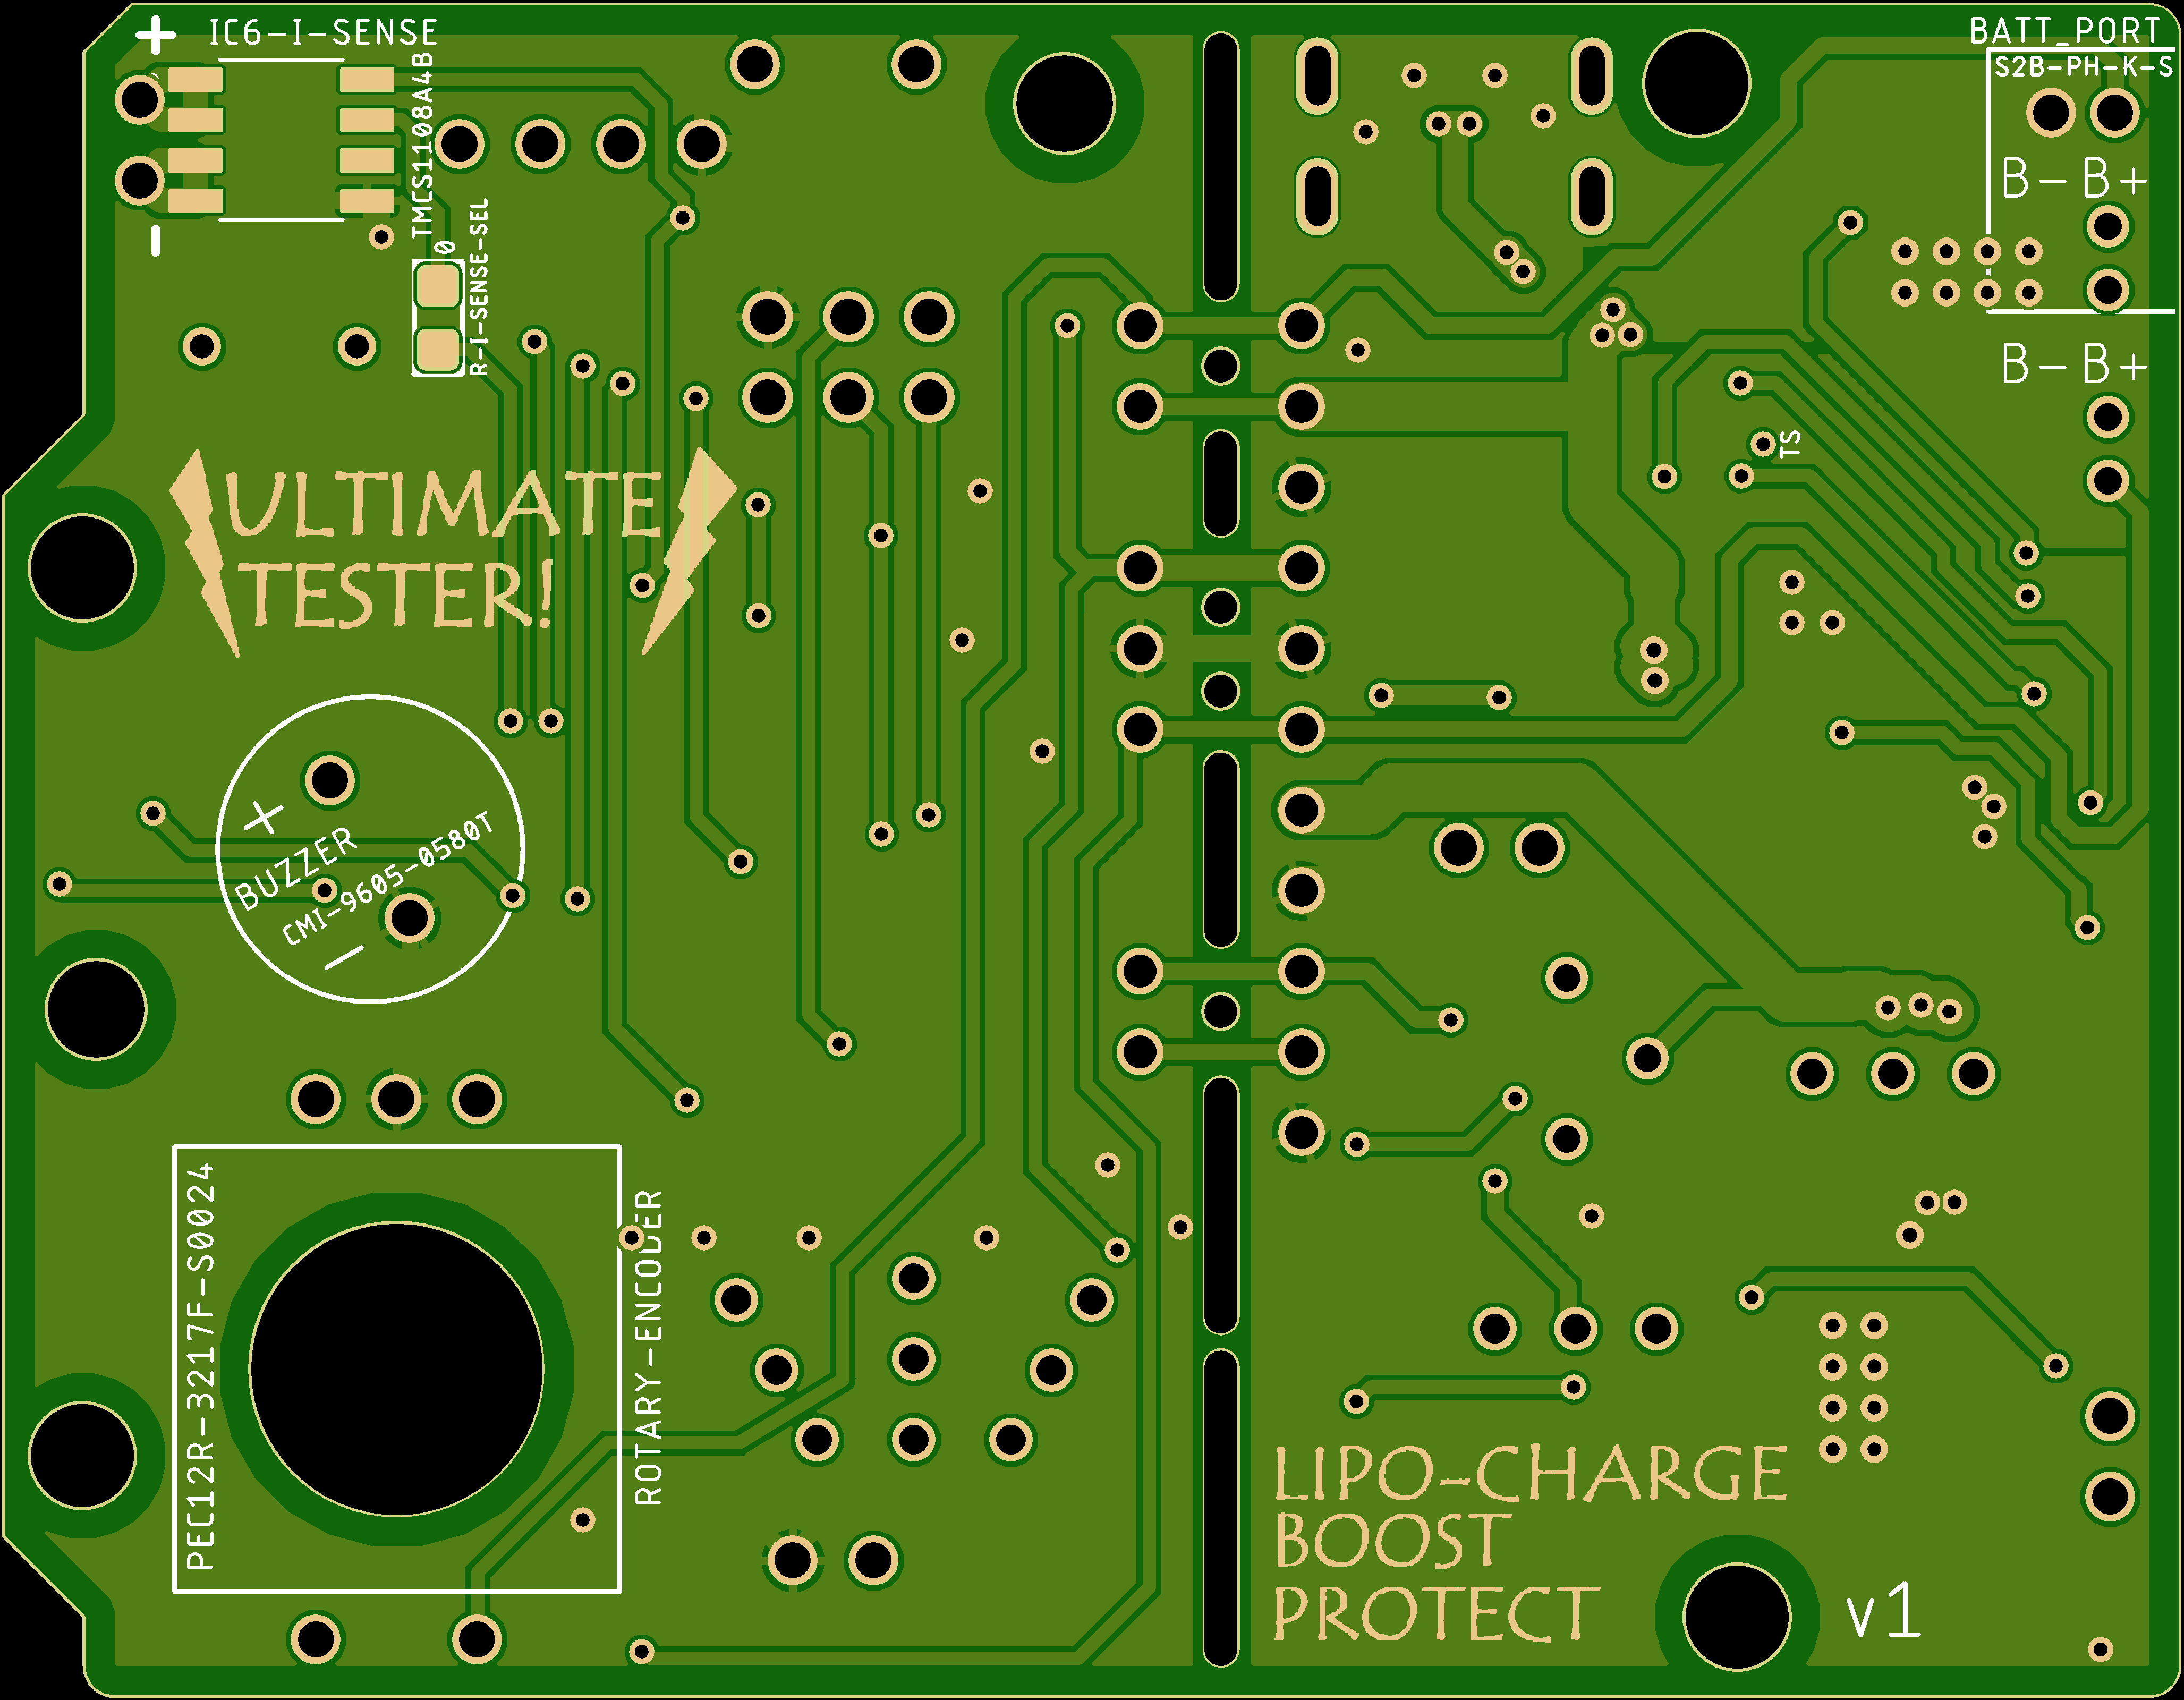 + IC6-I-SENSE
TMCS1108A4B
-
0
R-I-SENSE-SEL
BATT_PORT
S2B-PH-K-S
B- B+
B- B+
TS
ULTIMATE
TESTER!
+
BUZZER
CMI-9605-0580T
-
PEC12R-3217F-S0024
ROTARY-ENCODER
LIPO-CHARGE
BOOST
PROTECT
v1